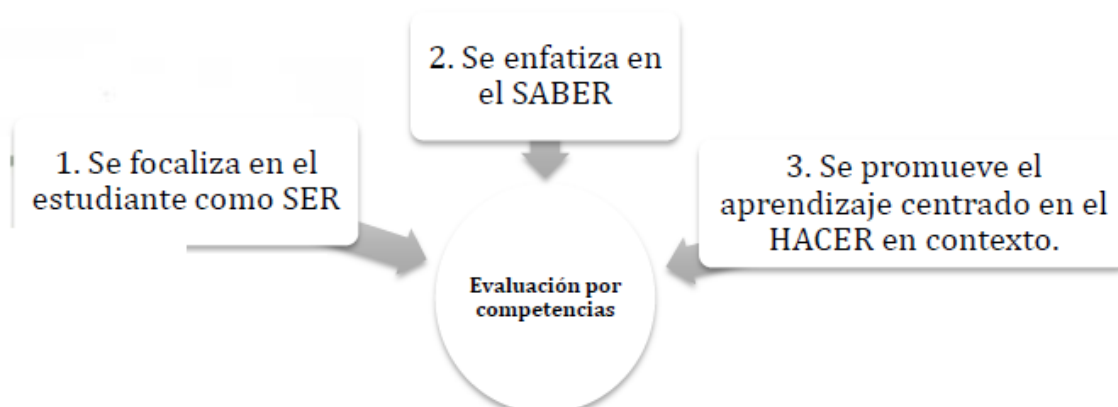 1. Se focaliza en el
estudiante como SER
2. Se enfatiza en
el SABER
3. Se promueve el
aprendizaje centrado en el
HACER en contexto.
Evaluación por
competencias